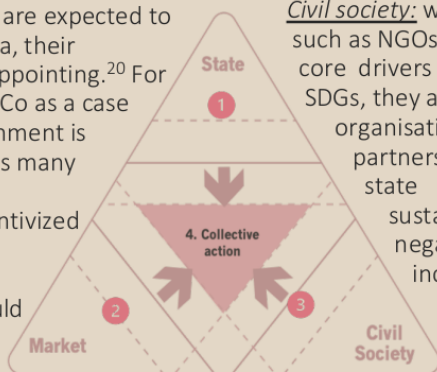 are expected to
a, their
appointing.20 For
Co as a case
nment is
s many
ntivized
uld
State
1
4. Collective
action
2
3
Market
Civil
Society
Civil society: w
such as NGOs
core drivers
SDGs, they a
organisati
partners
state
susta
nega
inc